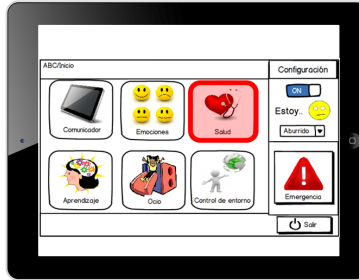 ABC/Inicio
Configuración
ON
Estoy..
Aburrido
Comunicador
Emociones
Salud
Aprendizaje
Ocio
Control de entorno
Emergencia
Salir